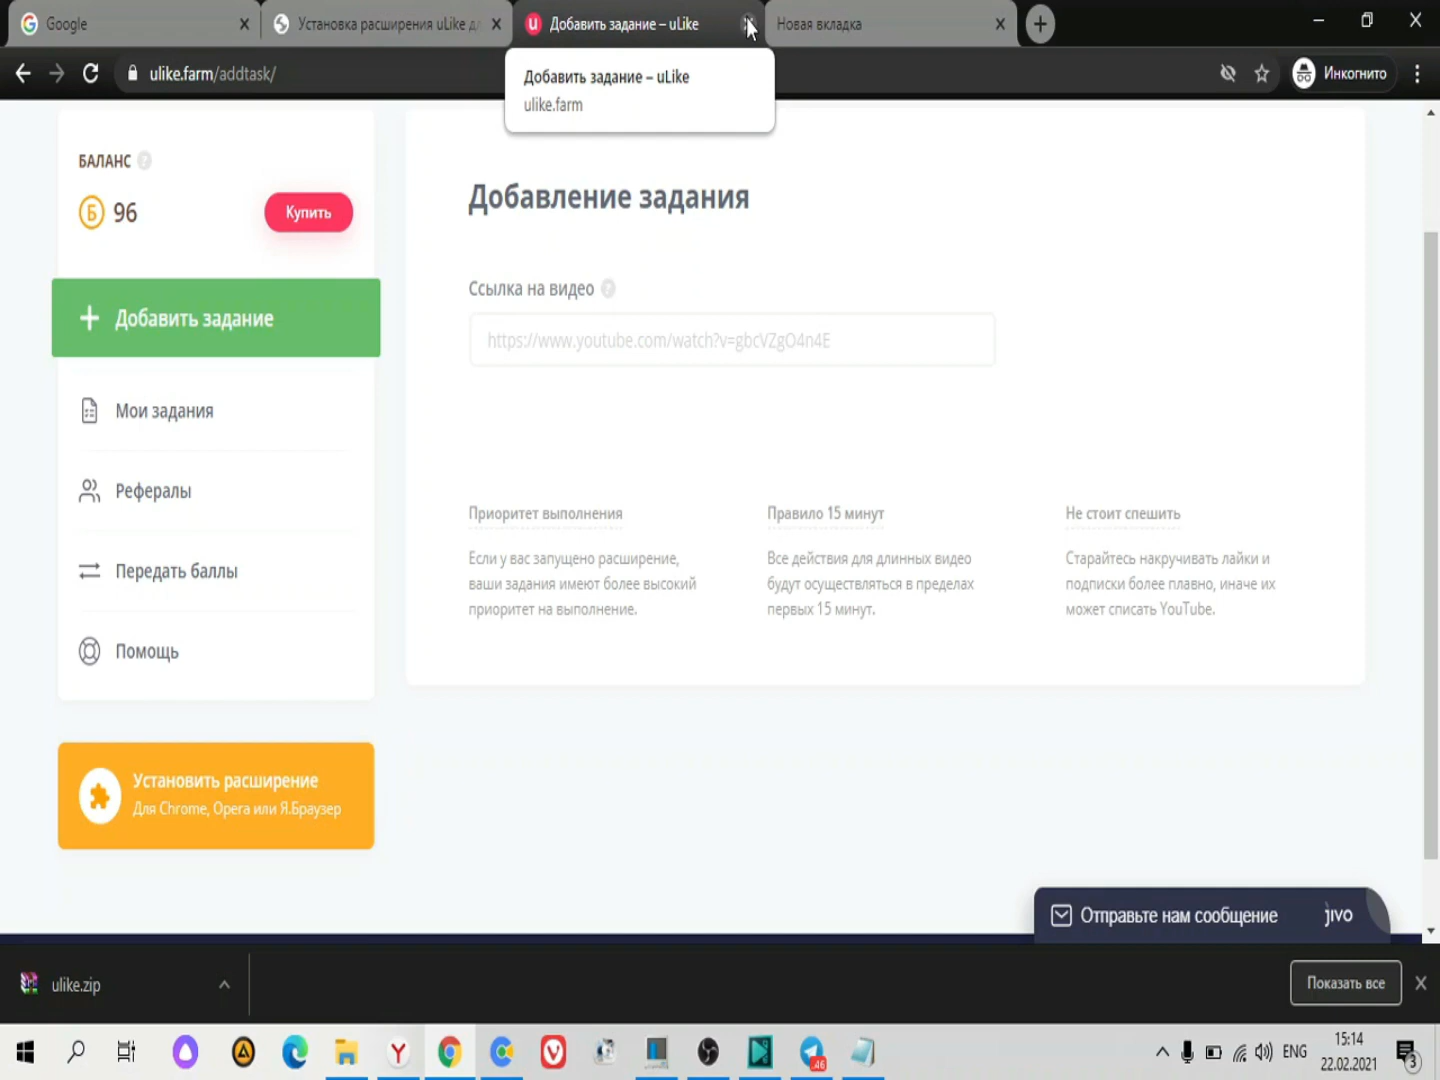 Google
Установка расширения uLike дл
Добавить задание – uLike
Новая вкладка
ulike.farm/addtask/
Инкогнито
Добавить задание – uLike
ulike.farm
БАЛАНС ?
Б 96
Купить
Добавить задание
Мои задания
Рефералы
Передать баллы
Помощь
Установить расширение
Для Chrome, Opera или Я.Браузер
Добавление задания
Ссылка на видео ?
https://www.youtube.com/watch?v=gbcVZgO4n4E
Приоритет выполнения
Если у вас запущено расширение,
ваши задания имеют более высокий
приоритет на выполнение.
Правило 15 минут
Все действия для длинных видео
будут осуществляться в пределах
первых 15 минут.
Не стоит спешить
Старайтесь накручивать лайки и
подписки более плавно, иначе их
может списать YouTube.
Отправьте нам сообщение
jivo
ulike.zip
Показать все
46
ENG
15:14
22.02.2021
3